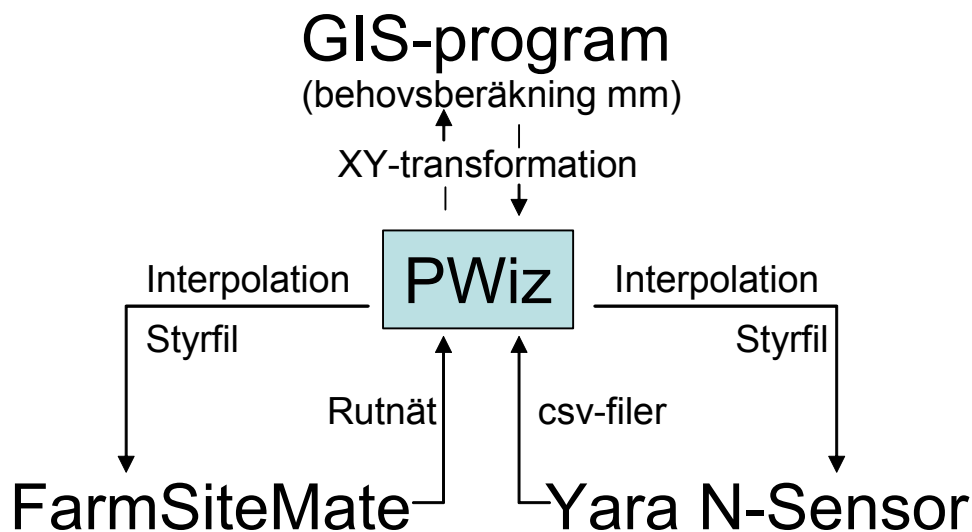 GIS-program
(behovsberäkning mm)
XY-transformation
PWiz
Interpolation
Styrfil
Interpolation
Styrfil
Rutnät
csv-filer
FarmSiteMate
Yara N-Sensor